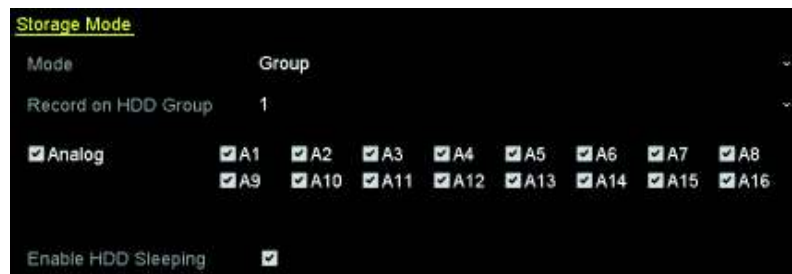 Storage Mode
Mode Group
Record on HDD Group 1
Analog A1 A2 A3 A4 A5 A6 A7 A8
A9 A10 A11 A12 A13 A14 A15 A16
Enable HDD Sleeping